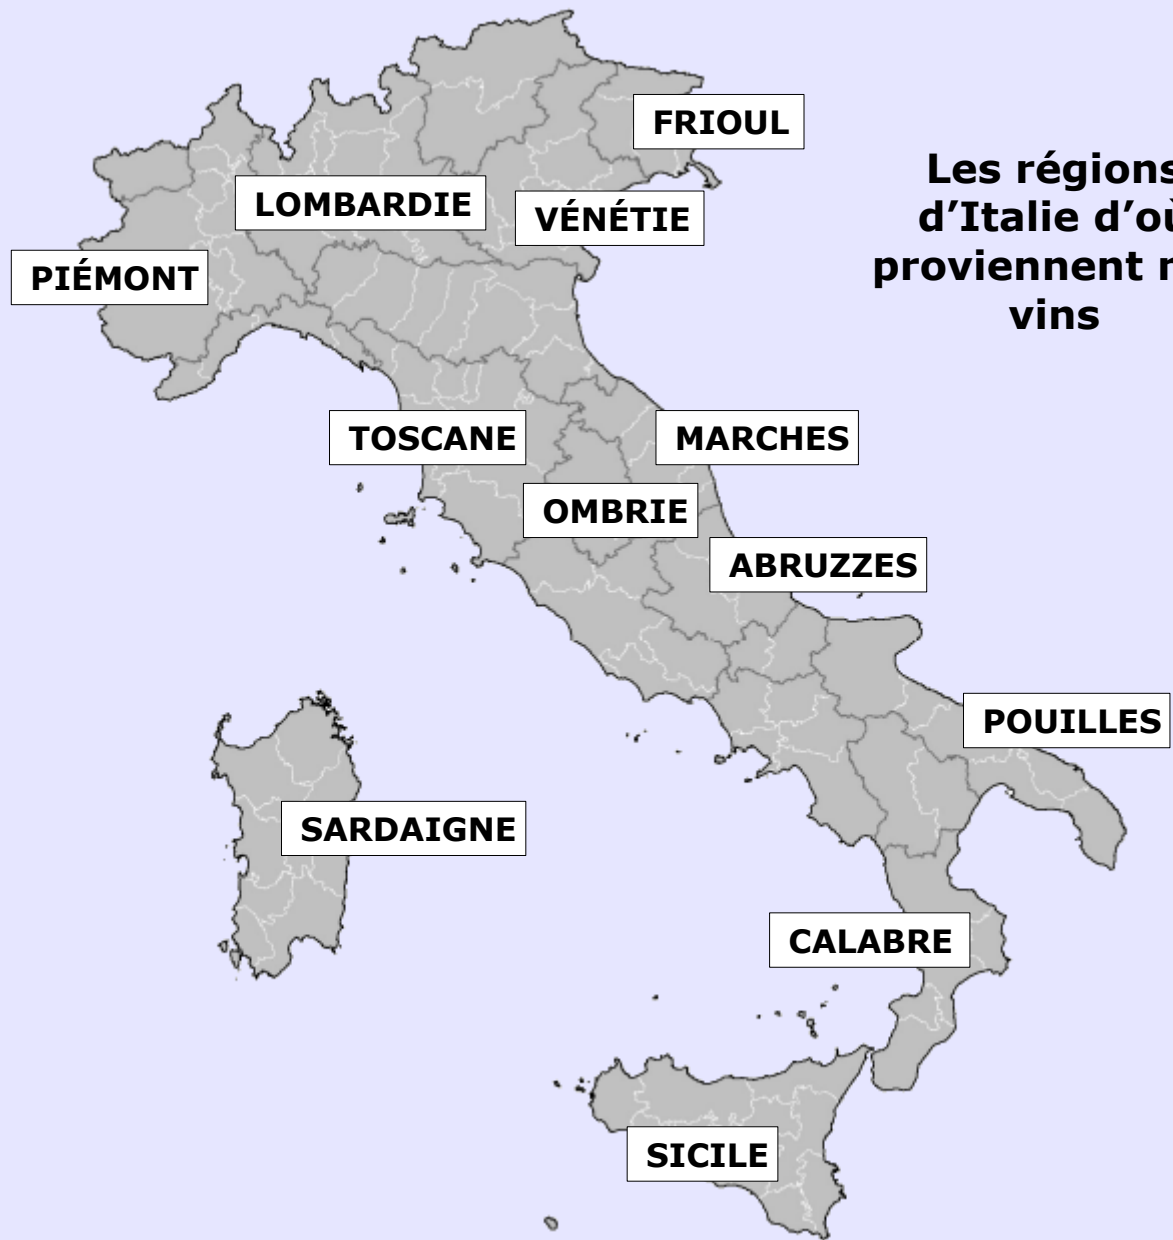 FRIOUL
Les régions
d'Italie d'où
proviennent n
vins
LOMBARDIE
VÉNÉTIE
PIÉMONT
TOSCANE
MARCHES
OMBRIE
ABRUZZES
POUILLES
SARDAIGNE
CALABRE
SICILE